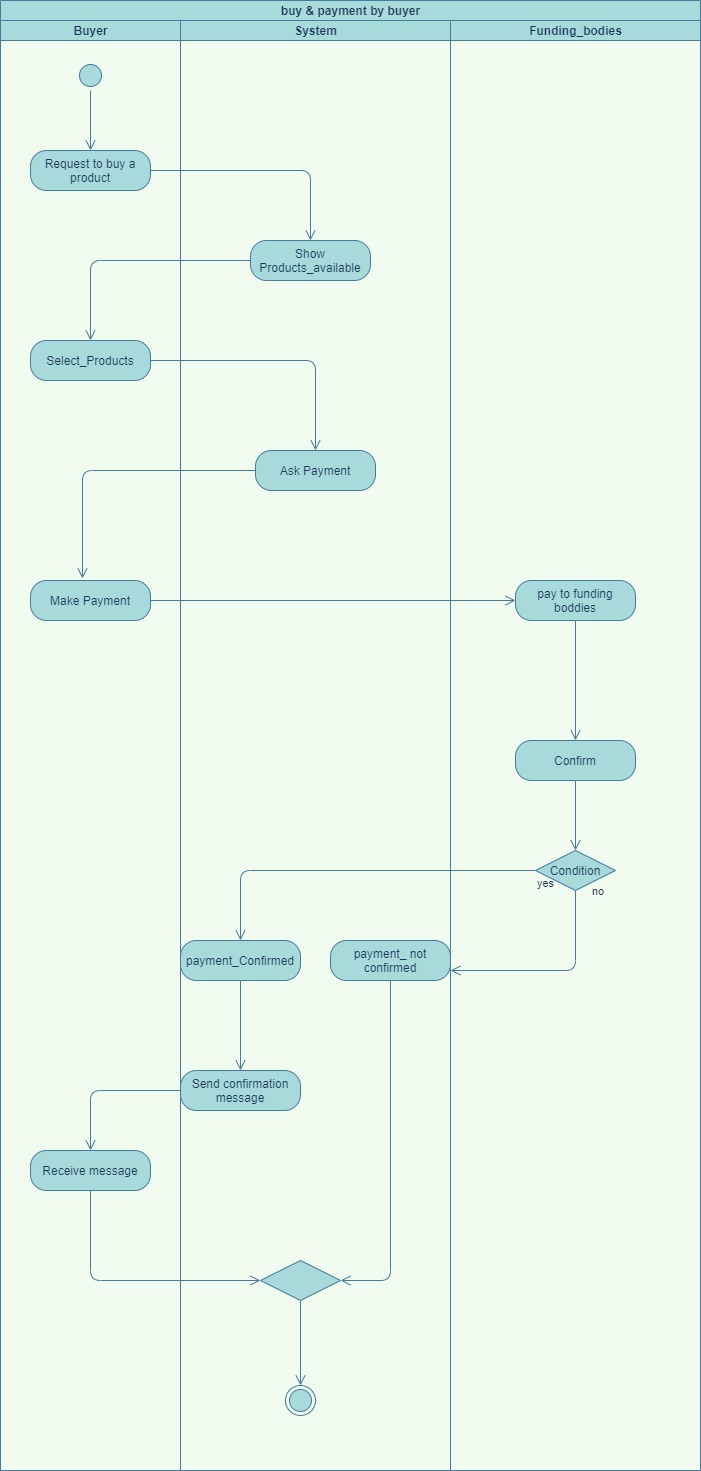 buy & payment by buyer
Buyer
System
Funding_bodies
Request to buy a
product
Show
Products_available
Select_Products
Ask Payment
Make Payment
pay to funding
boddies
Confirm
Condition
yes
no
payment_Confirmed
payment_ not
confirmed
Send confirmation
message
Receive message